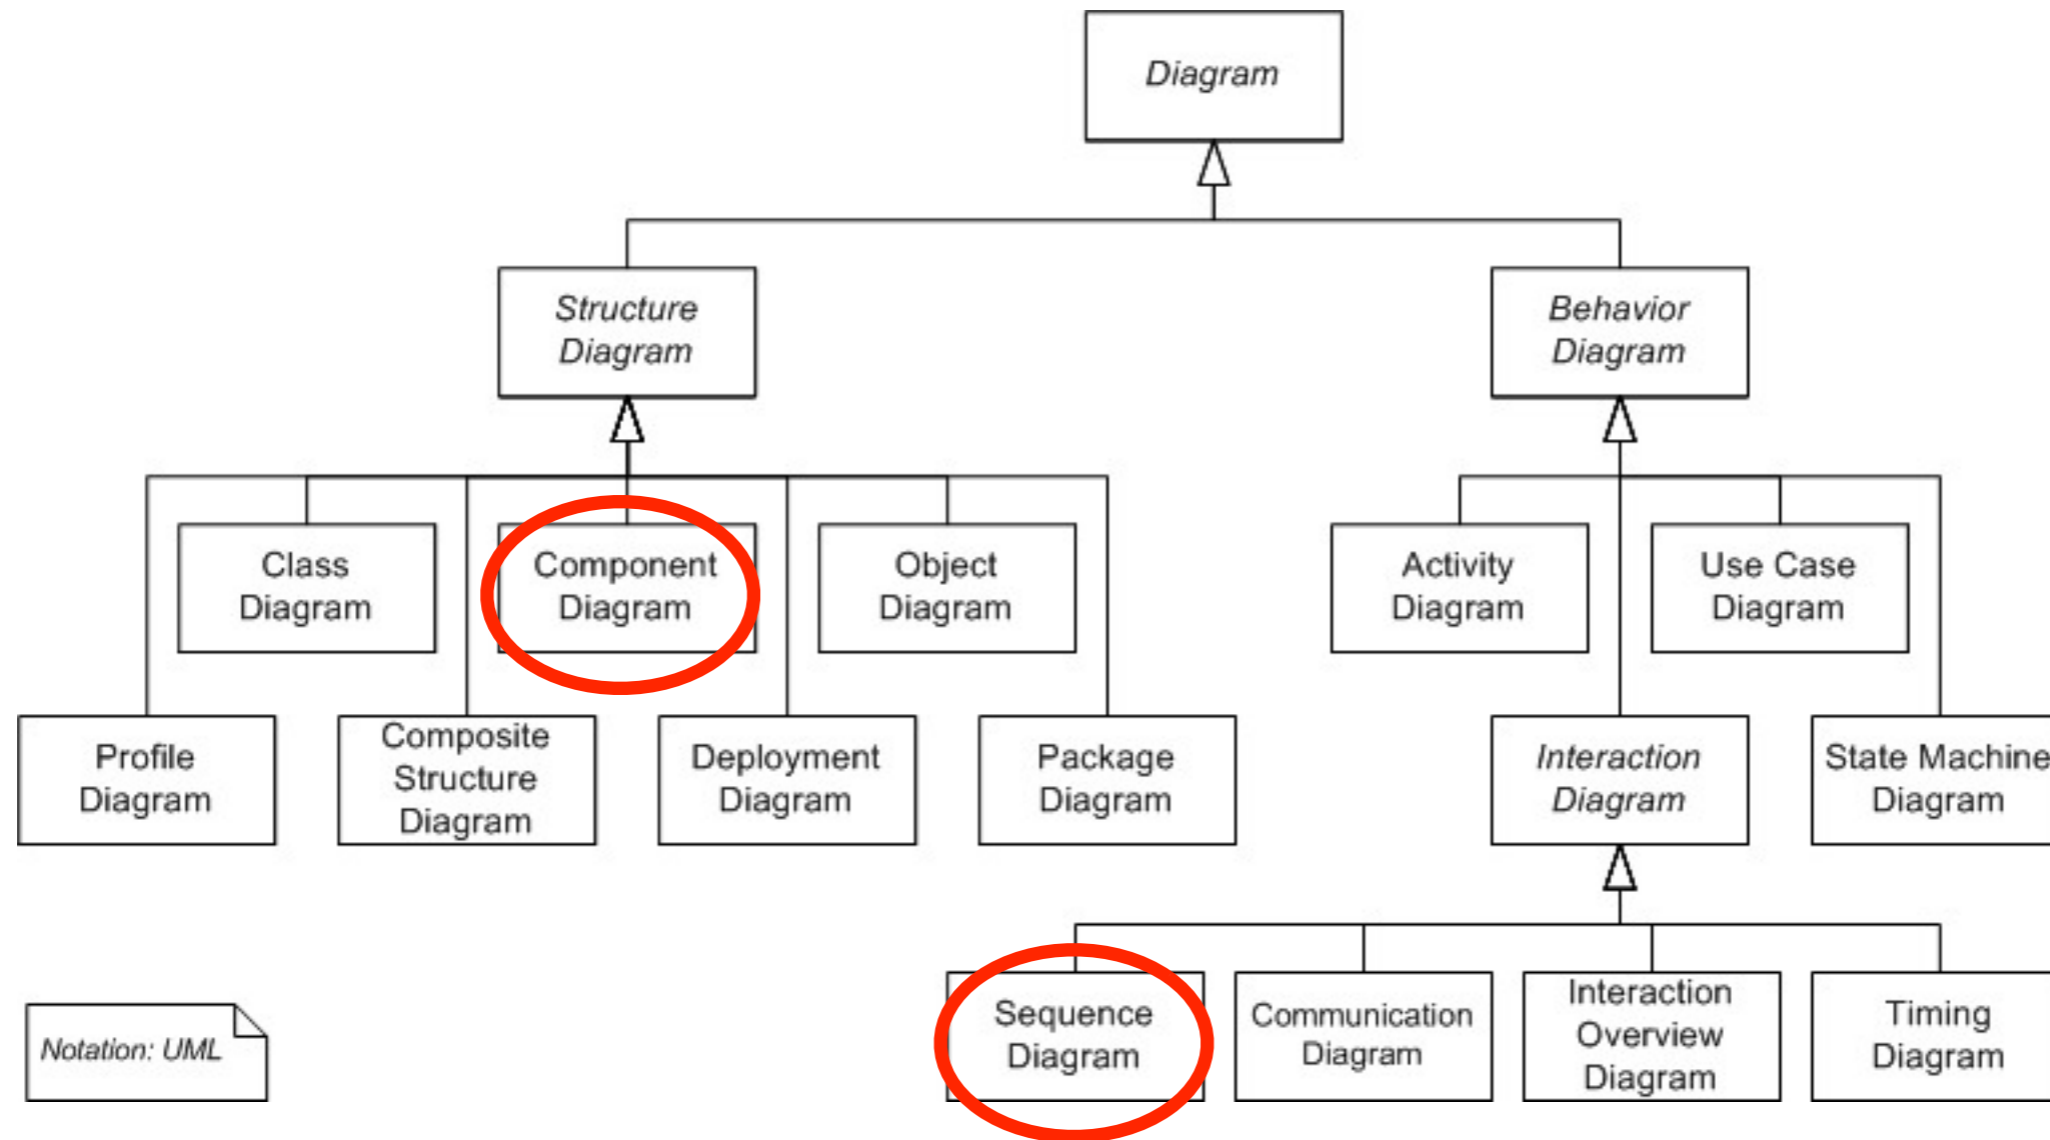 Diagram
Structure
Diagram
Behavior
Diagram
Class
Diagram
Component
Diagram
Object
Diagram
Activity
Diagram
Use Case
Diagram
Profile
Diagram
Composite
Structure
Diagram
Deployment
Diagram
Package
Diagram
Interaction
Diagram
State Machine
Diagram
Sequence
Diagram
Communication
Diagram
Interaction
Overview
Diagram
Timing
Diagram
Notation: UML